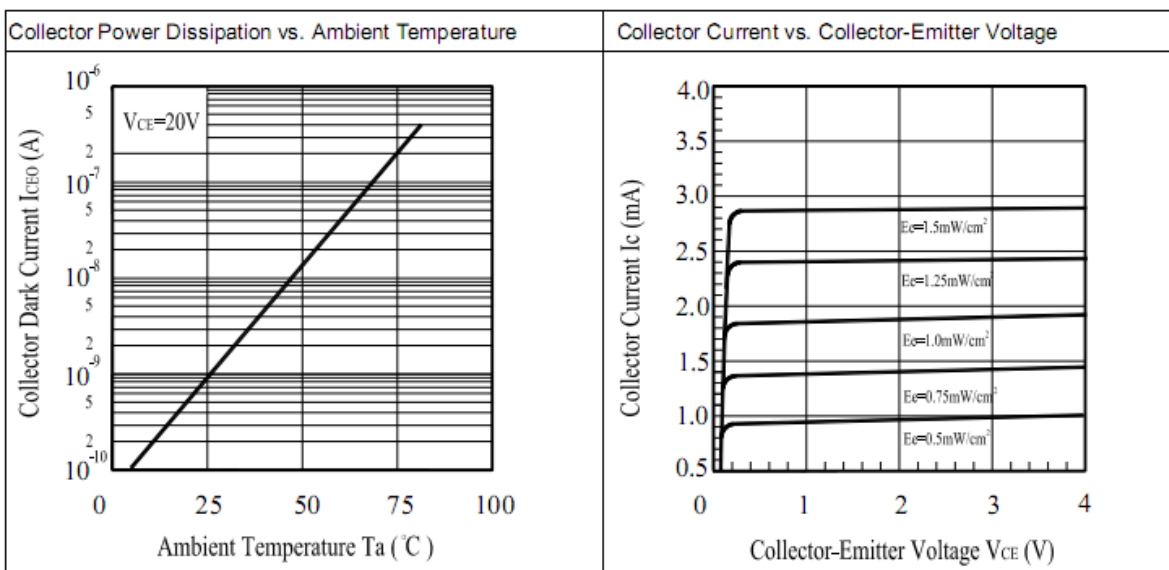 Collector Power Dissipation vs. Ambient Temperature
Collector Dark Current ICEO (A)
10-6
5
VCE=20V
2
10-7
5
2
10-8
5
2
10-9
5
2
10-10
0 25 50 75 100
Ambient Temperature Ta ( ℃ )
Collector Current vs. Collector-Emitter Voltage
Collector Current Ic (mA)
4.0
3.5
3.0
Ee=1.5mW/cm2
2.5
Ee=1.25mW/cm2
2.0
Ee=1.0mW/cm2
1.5
Ee=0.75mW/cm2
1.0
Ee=0.5mW/cm2
0.5
0 1 2 3 4
Collector-Emitter Voltage VCE (V)